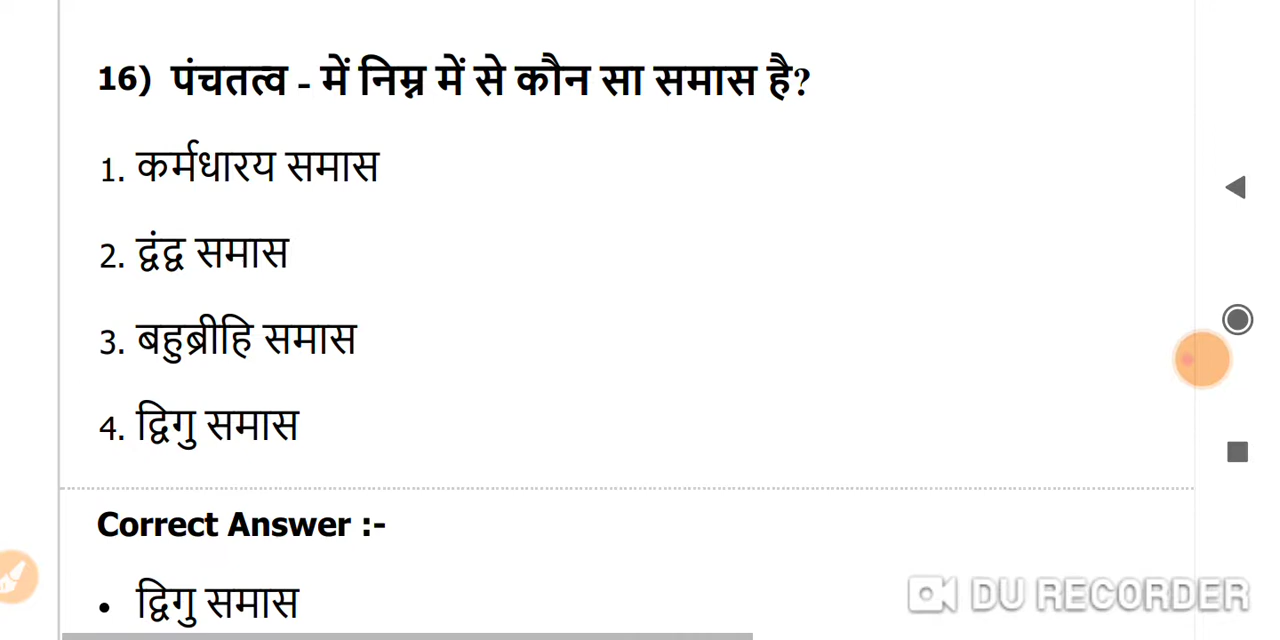 16) पंचतत्व - में निम्न में से कौन सा समास है?
1. कर्मधारय समास
2. द्वंद्व समास
3. बहुब्रीहि समास
4. द्विगु समास
Correct Answer :-
• द्विगु समास
DU RECORDER